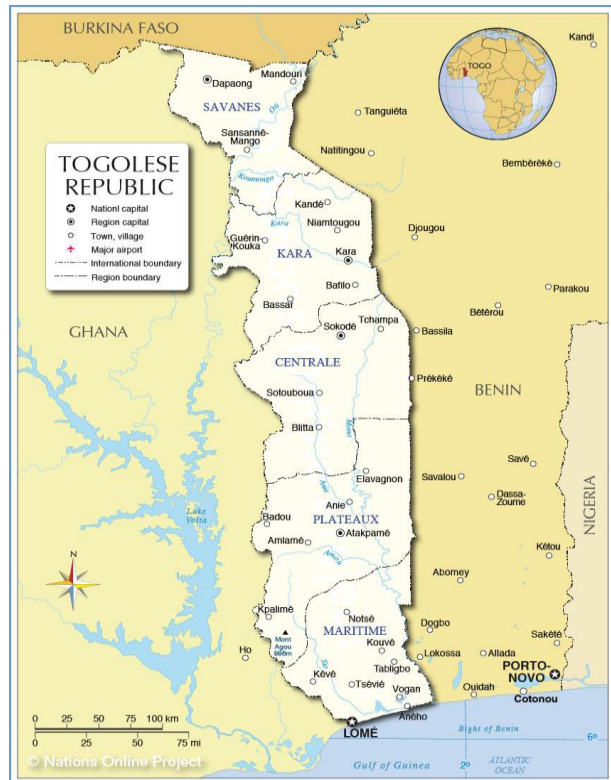 BURKINA FASO
Kandi
TOGO
Dapaong
Mandouri
SAVANES
Oti
Tanguiéta
Sansanné-
Mango
Natitingou
Bembèrèkè
TOGOLESE
REPUBLIC
Nationl capital
Region capital
Town, village
Major airport
International boundary
Region boundary
Koumongo
Kandé
Niamtougou
Kara
Guérin-
Kouka
Djougou
KARA
Kara
Bafilo
Parakou
Bassar
Bétérou
GHANA
Sokodé
Tchampa
Bassila
CENTRALE
Prékéké
BENIN
Sotouboua
Mono
Blitta
Elavagnon
Savalou
Savé
Anié
Dassa-
Zoume
NIGERIA
Lake
Volta
Anie
Badou
PLATEAUX
Atakpamé
Amlamé
Amou
Kétou
N
Abomey
Kpalimé
Notsé
Mont
Agou
986m
MARITIME
Dogbo
Sakété
Kouvé
Ho
Lokossa
Allada
Tabligbo
PORTO-
NOVO
Sio
Kévé
Tsévié
Vogan
Ouidah
Cotonou
Aného
LOMÉ
0 25 50 75 100 km
0 25 50 75 mi
Bight of Benin
6°
© Nations Online Project
Gulf of Guinea
2°
ATLANTIC
OCEAN